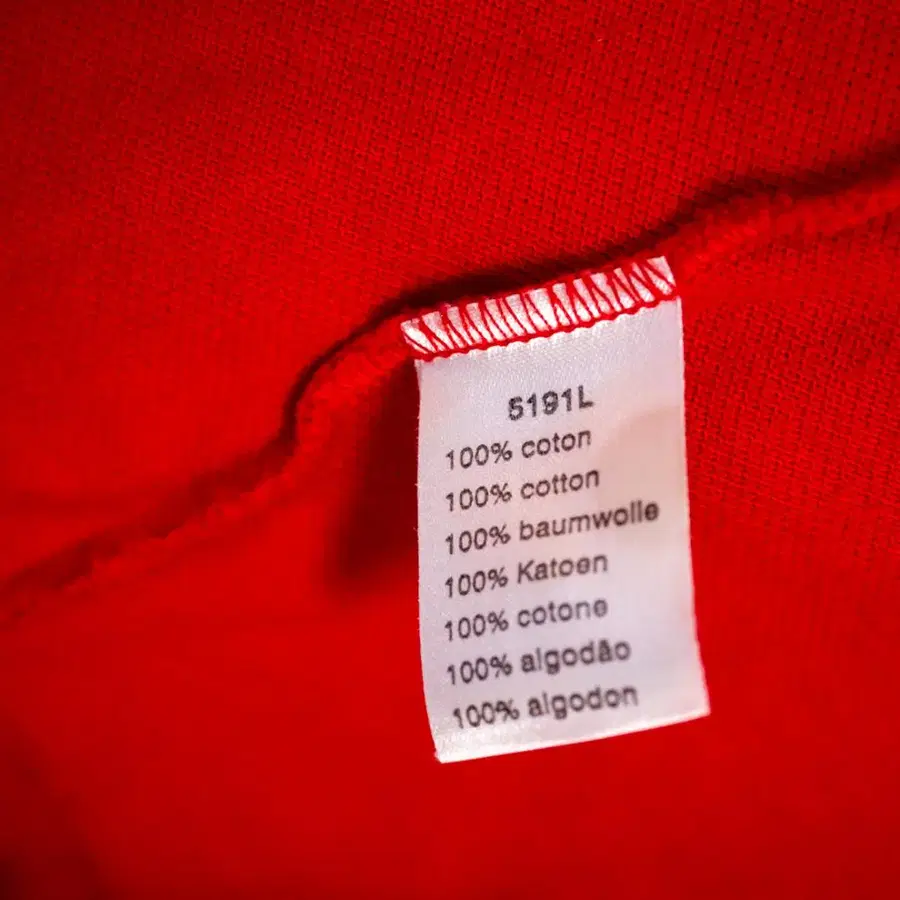 5191L
100% coton
100% cotton
100% baumwolle
100% Katoen
100% cotone
100% algodão
100% algodon